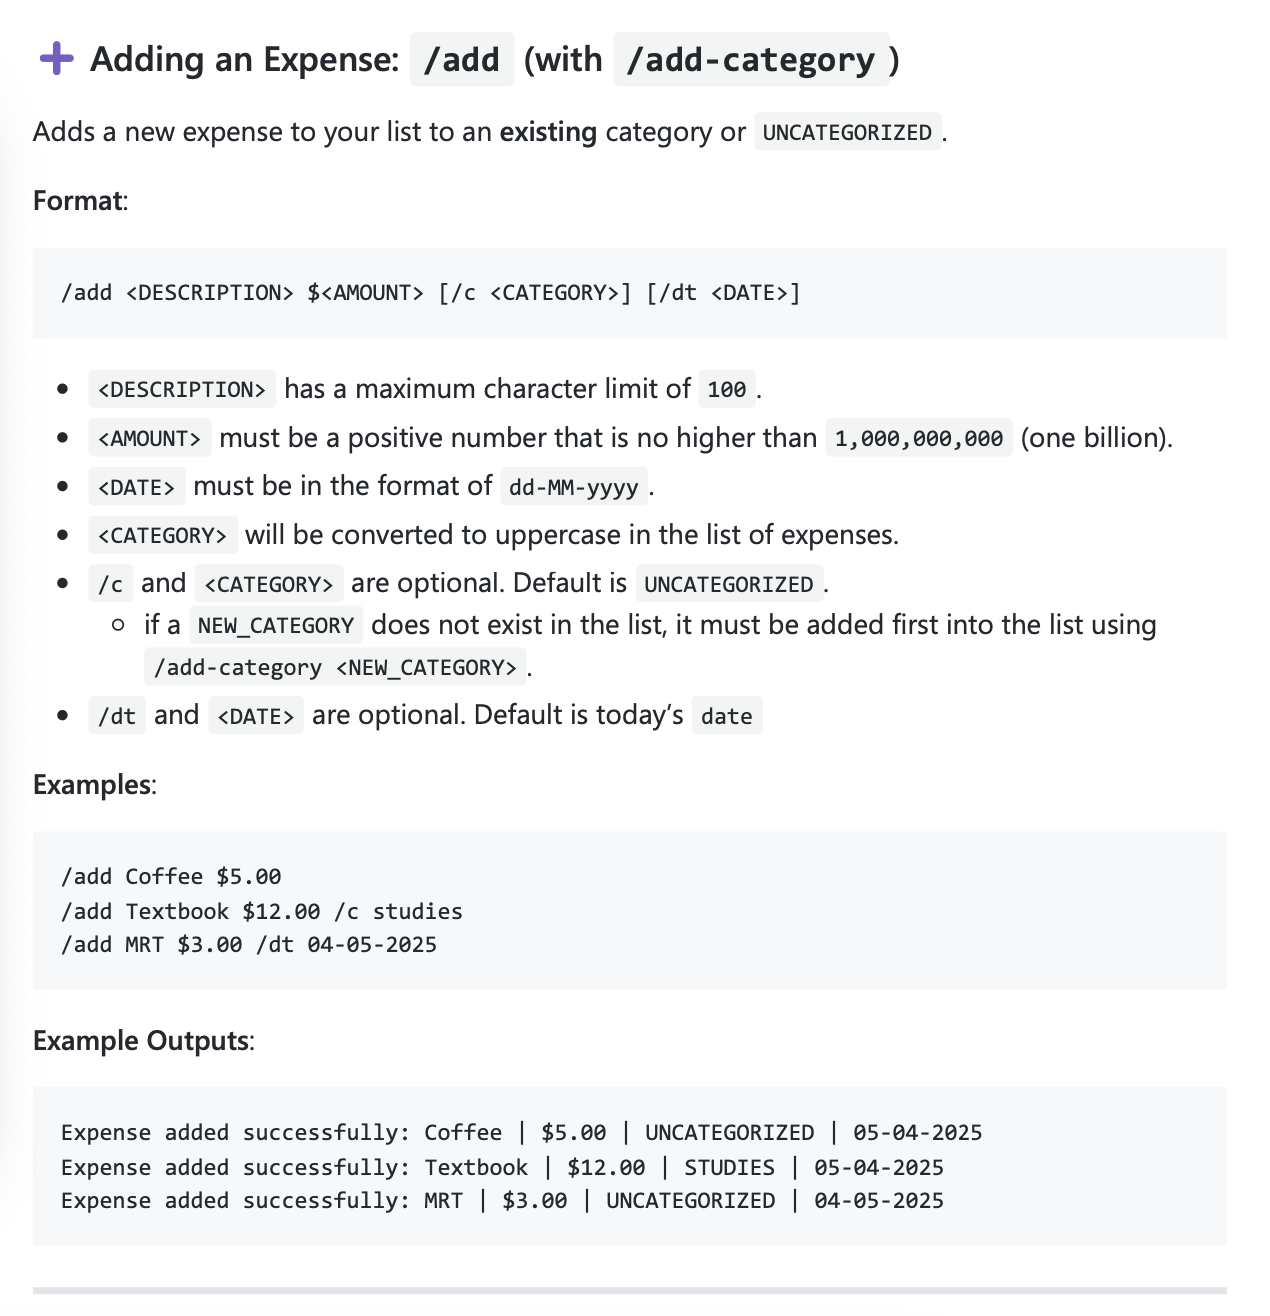 ➕ Adding an Expense: /add (with /add-category)
Adds a new expense to your list to an existing category or UNCATEGORIZED.
Format:
/add <DESCRIPTION> $<AMOUNT> [/c <CATEGORY>] [/dt <DATE>]
• <DESCRIPTION> has a maximum character limit of 100.
• <AMOUNT> must be a positive number that is no higher than 1,000,000,000 (one billion).
• <DATE> must be in the format of dd-MM-yyyy.
• <CATEGORY> will be converted to uppercase in the list of expenses.
• /c and <CATEGORY> are optional. Default is UNCATEGORIZED.
◦ if a NEW_CATEGORY does not exist in the list, it must be added first into the list using
/add-category <NEW_CATEGORY>.
• /dt and <DATE> are optional. Default is today’s date
Examples:
/add Coffee $5.00
/add Textbook $12.00 /c studies
/add MRT $3.00 /dt 04-05-2025
Example Outputs:
Expense added successfully: Coffee | $5.00 | UNCATEGORIZED | 05-04-2025
Expense added successfully: Textbook | $12.00 | STUDIES | 05-04-2025
Expense added successfully: MRT | $3.00 | UNCATEGORIZED | 04-05-2025